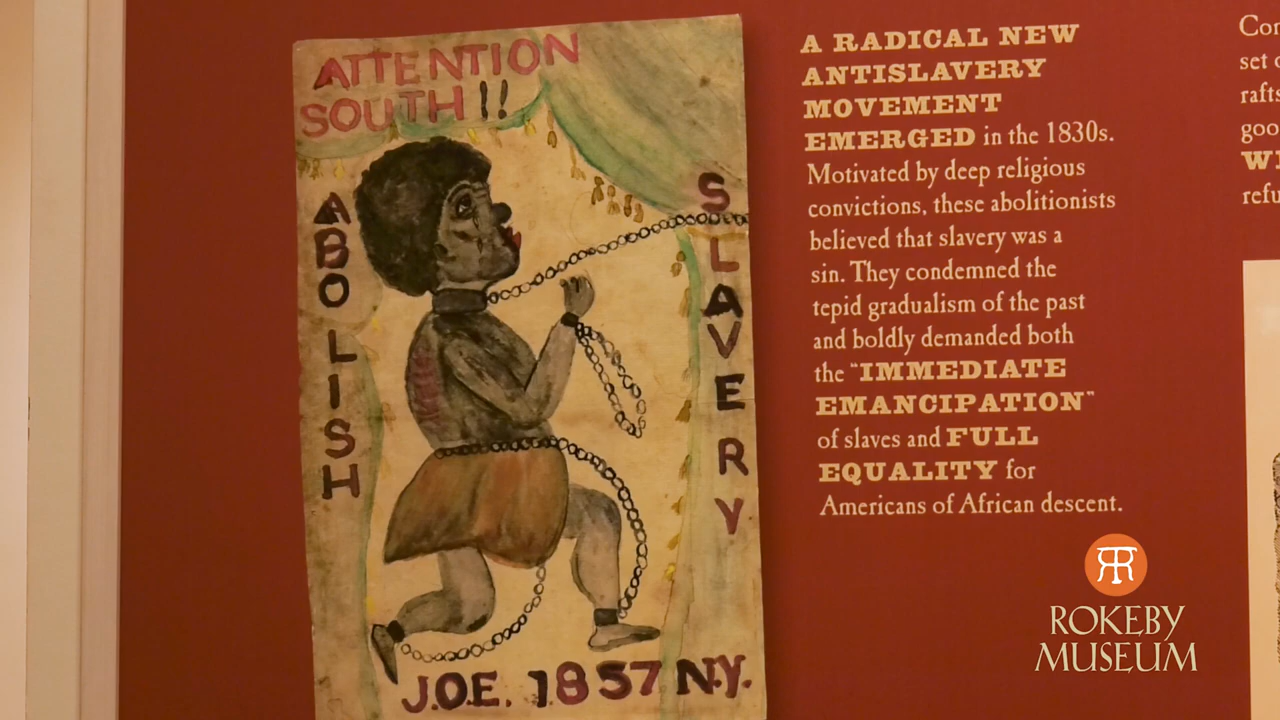 ATTENTION
SOUTH!!
ABOLISH
SLAVERY
J.O.E. 1857 N.Y.
A RADICAL NEW
ANTISLAVERY
MOVEMENT
EMERGED in the 1830s.
Motivated by deep religious
convictions, these abolitionists
believed that slavery was a
sin. They condemned the
tepid gradualism of the past
and boldly demanded both
the "IMMEDIATE
EMANCIPATION"
of slaves and FULL
EQUALITY for
Americans of African descent.
set
rafts
ROKEBY
MUSEUM